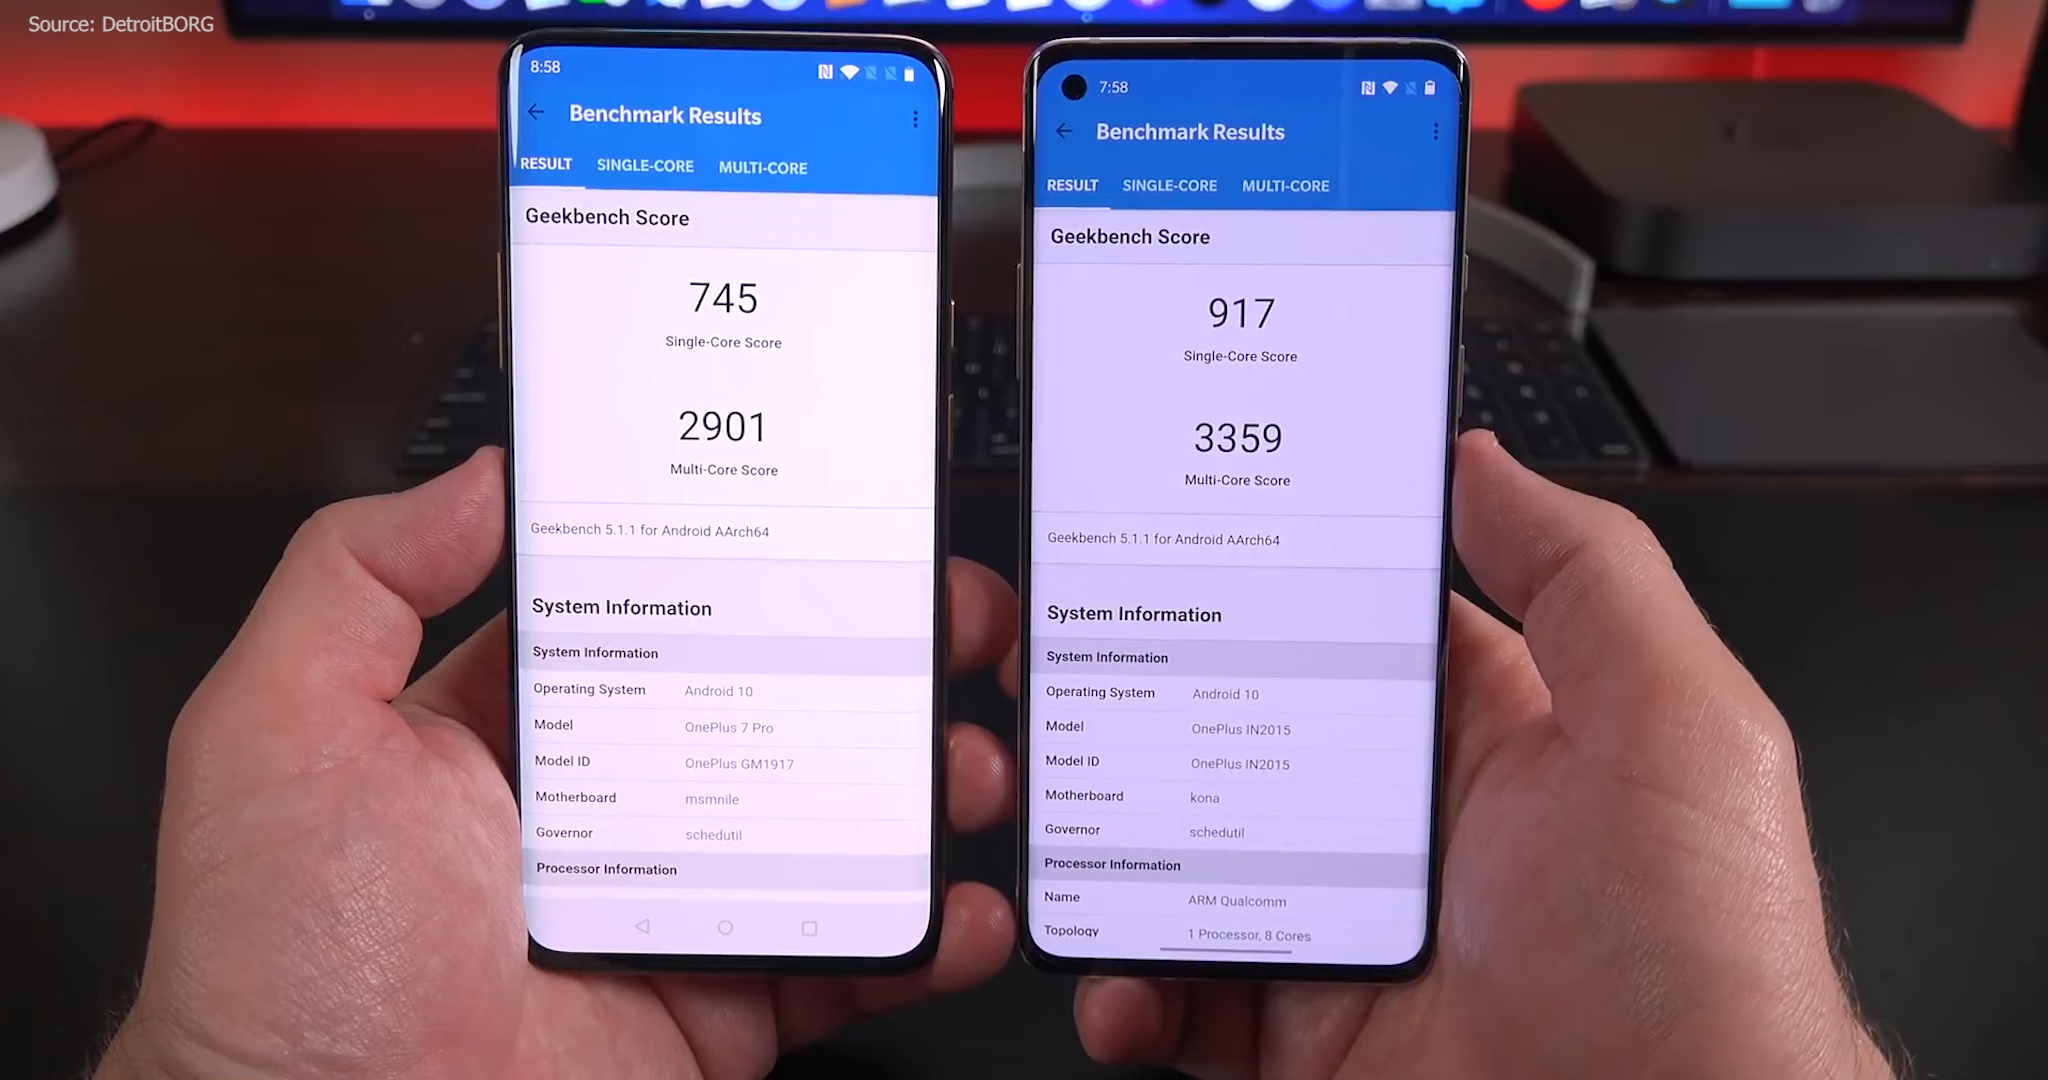 Source: DetroitBORG
8:58
Benchmark Results
RESULT SINGLE-CORE MULTI-CORE
Geekbench Score
745
Single-Core Score
2901
Multi-Core Score
Geekbench 5.1.1 for Android AArch64
System Information
System Information
Operating System Android 10
Model OnePlus 7 Pro
Model ID OnePlus GM1917
Motherboard msmnile
Governor schedutil
Processor Information
7:58
Benchmark Results
RESULT SINGLE-CORE MULTI-CORE
Geekbench Score
917
Single-Core Score
3359
Multi-Core Score
Geekbench 5.1.1 for Android AArch64
System Information
System Information
Operating System Android 10
Model OnePlus IN2015
Model ID OnePlus IN2015
Motherboard kona
Governor schedutil
Processor Information
Name ARM Qualcomm
Topology 1 Processor, 8 Cores